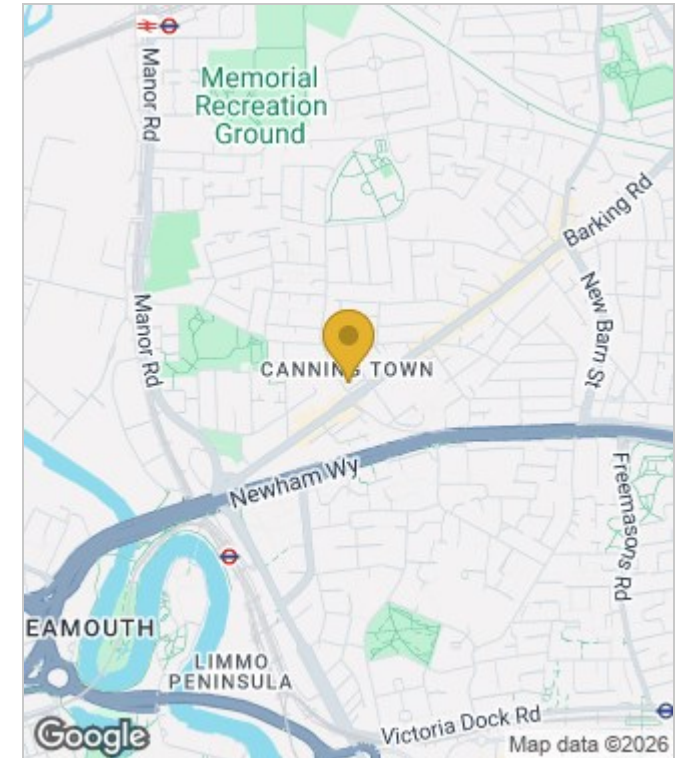 Manor Rd
Memorial
Recreation
Ground
Barking Rd
New Barn St
Manor Rd
CANNING TOWN
Newham Wy
Freemasons Rd
EAMOUTH
LIMMO
PENINSULA
Victoria Dock Rd
Google
Map data ©2026